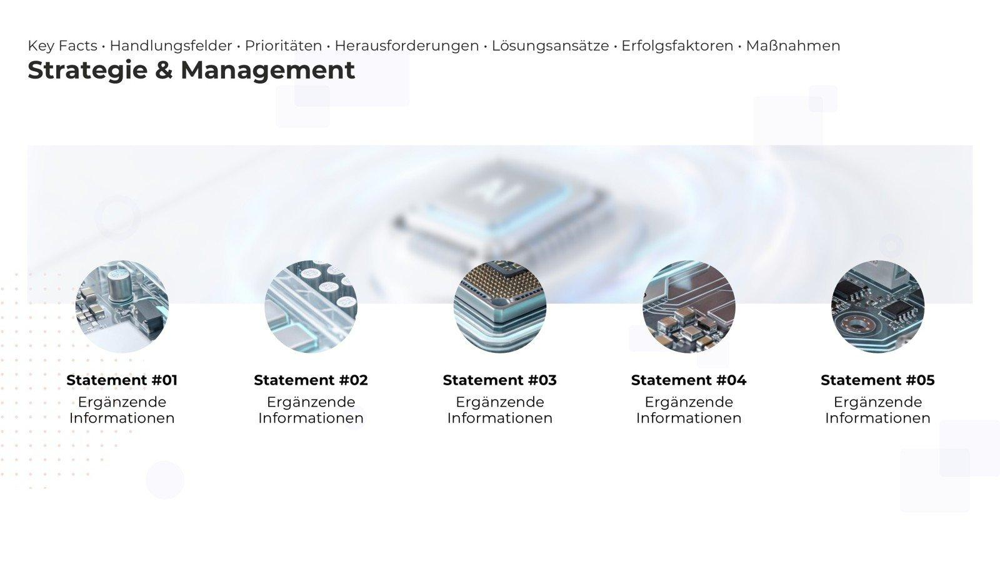 Key Facts • Handlungsfelder • Prioritäten • Herausforderungen • Lösungsansätze • Erfolgsfaktoren • Maßnahmen
Strategie & Management
AI
Statement #01
Ergänzende
Informationen
Statement #02
Ergänzende
Informationen
Statement #03
Ergänzende
Informationen
Statement #04
Ergänzende
Informationen
Statement #05
Ergänzende
Informationen